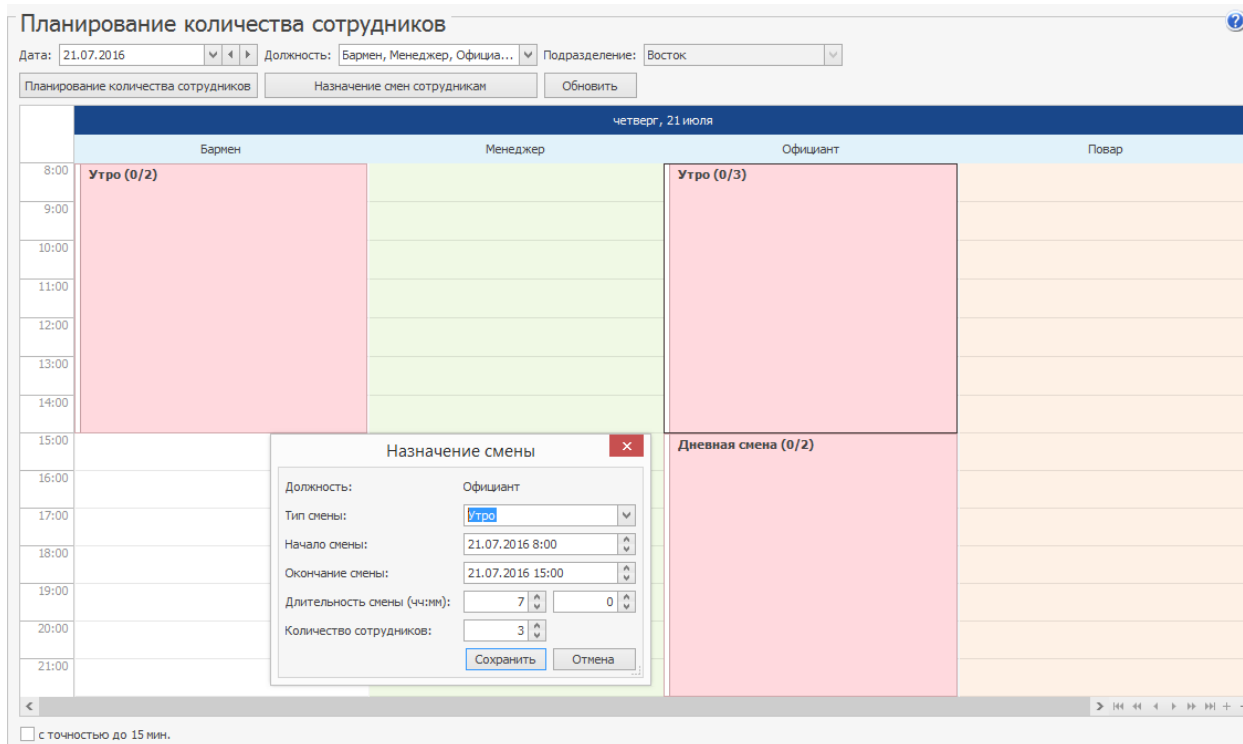 Планирование количества сотрудников
Дата: 21.07.2016 Должность: Бармен, Менеджер, Официа... Подразделение: Восток
Планирование количества сотрудников Назначение смен сотрудникам Обновить
четверг, 21 июля
Бармен Менеджер Официант Повар
8:00 Утро (0/2) Утро (0/3)
9:00
10:00
11:00
12:00
13:00
14:00
15:00 Дневная смена (0/2)
16:00
17:00
18:00
19:00
20:00
21:00
Назначение смены
Должность: Официант
Тип смены: Утро
Начало смены: 21.07.2016 8:00
Окончание смены: 21.07.2016 15:00
Длительность смены (чч:мм): 7 0
Количество сотрудников: 3
Сохранить Отмена
с точностью до 15 мин.